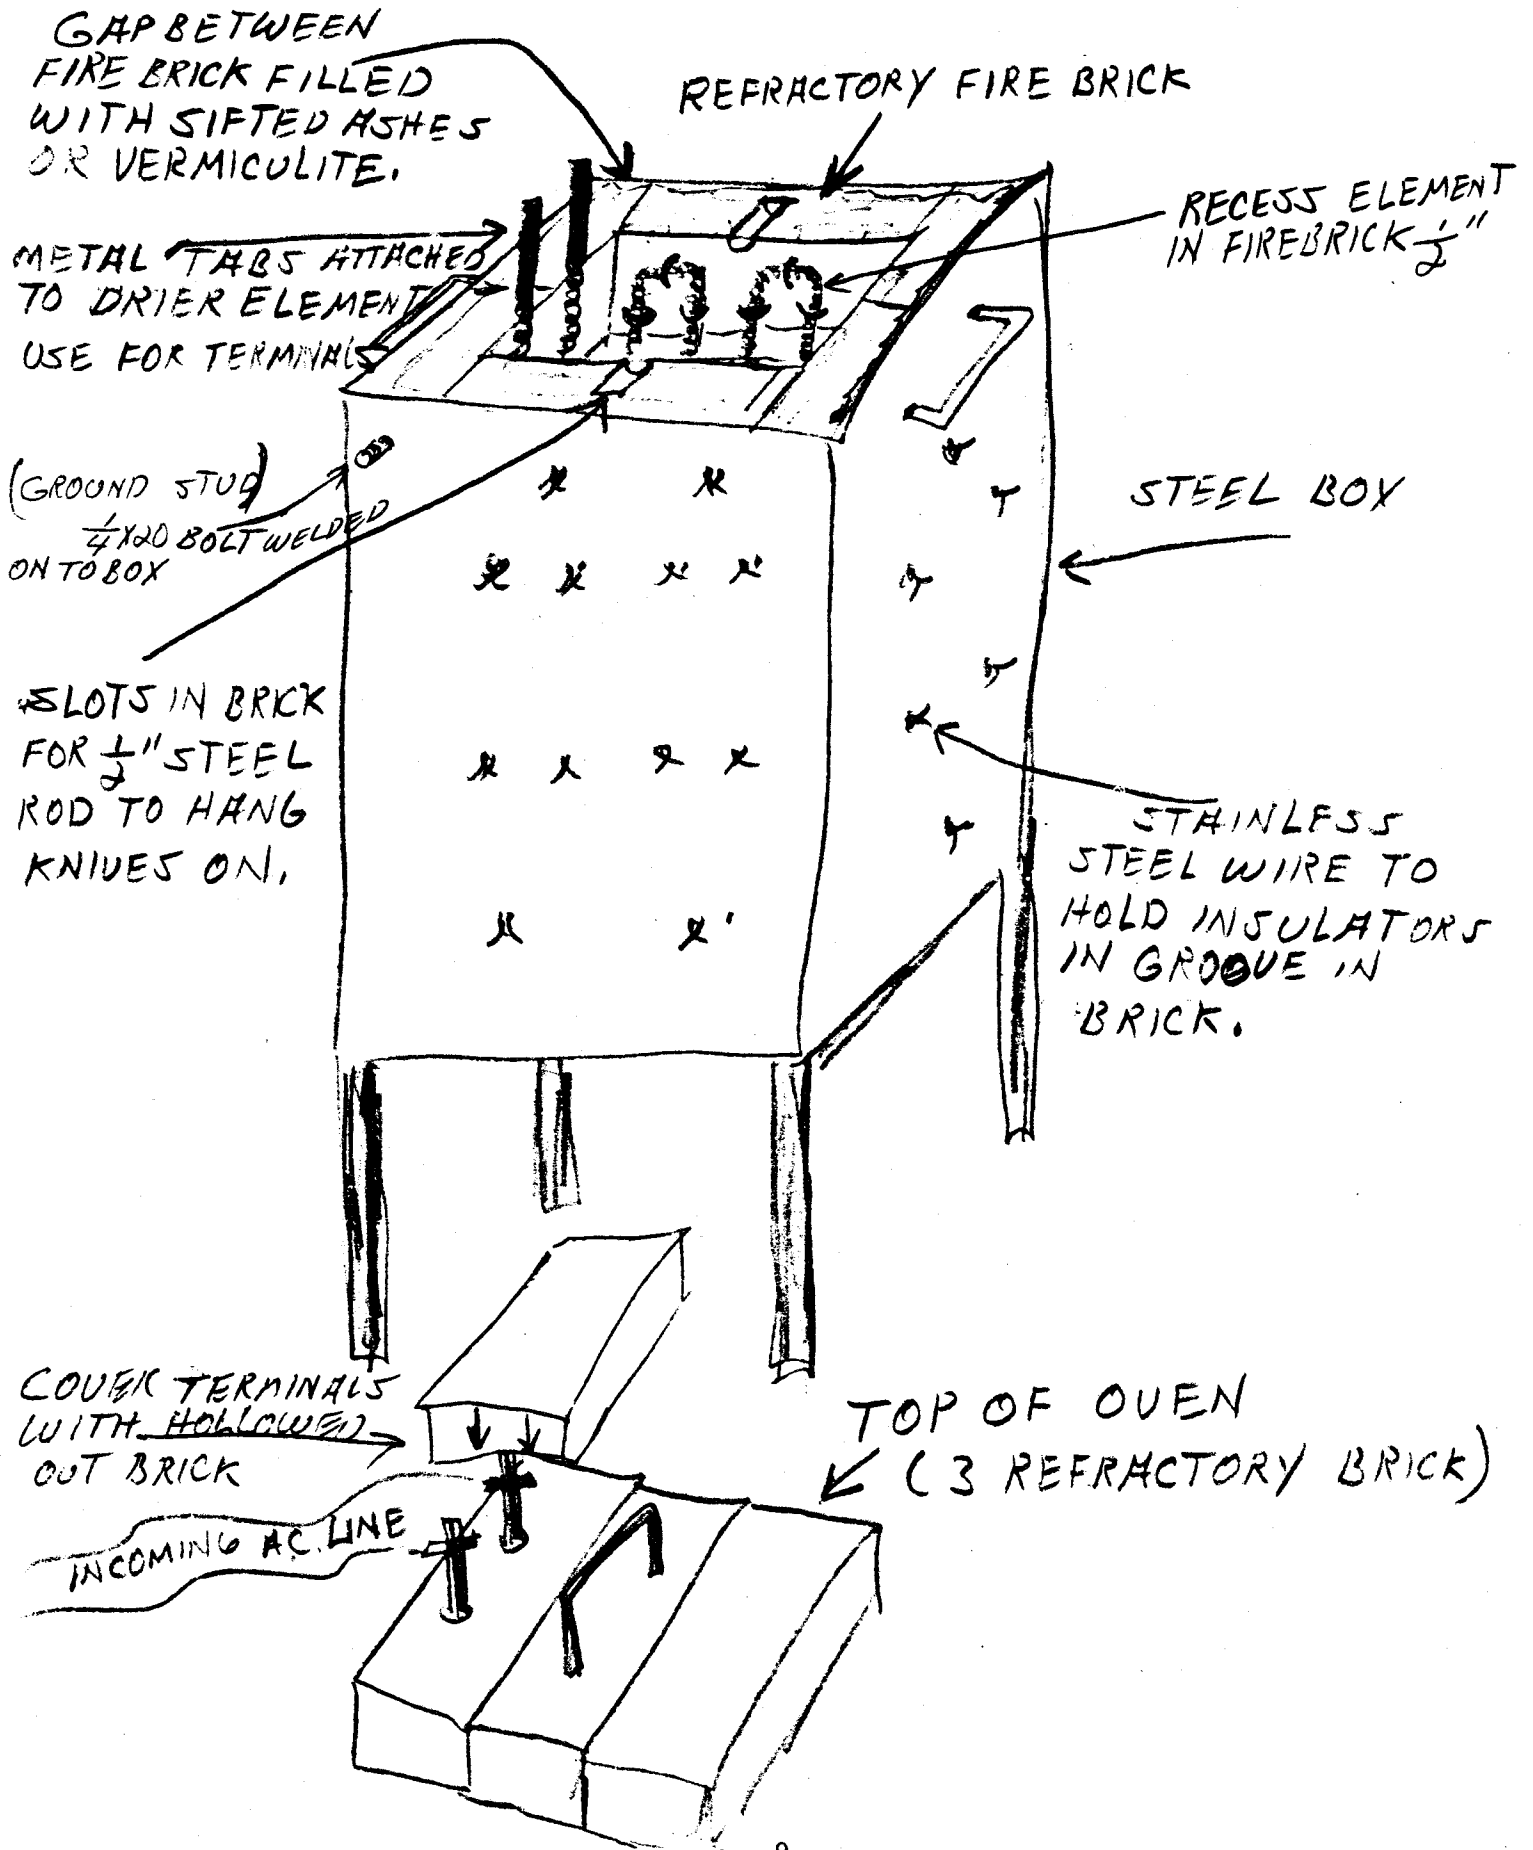 GAP BETWEEN
FIRE BRICK FILLED
WITH SIFTED ASHES
OR VERMICULITE.
REFRACTORY FIRE BRICK
RECESS ELEMENT
IN FIREBRICK 1/2"
METAL TABS ATTACHED
TO DRIER ELEMENT
USE FOR TERMINALS
(GROUND STUD)
1/4 X 20 BOLT WELDED
ON TO BOX
STEEL BOX
SLOTS IN BRICK
FOR 1/2" STEEL
ROD TO HANG
KNIVES ON.
STAINLESS
STEEL WIRE TO
HOLD INSULATORS
IN GROOVE IN
BRICK.
COVER TERMINALS
WITH HOLLOWED
OUT BRICK
INCOMING A.C. LINE
TOP OF OVEN
(3 REFRACTORY BRICK)